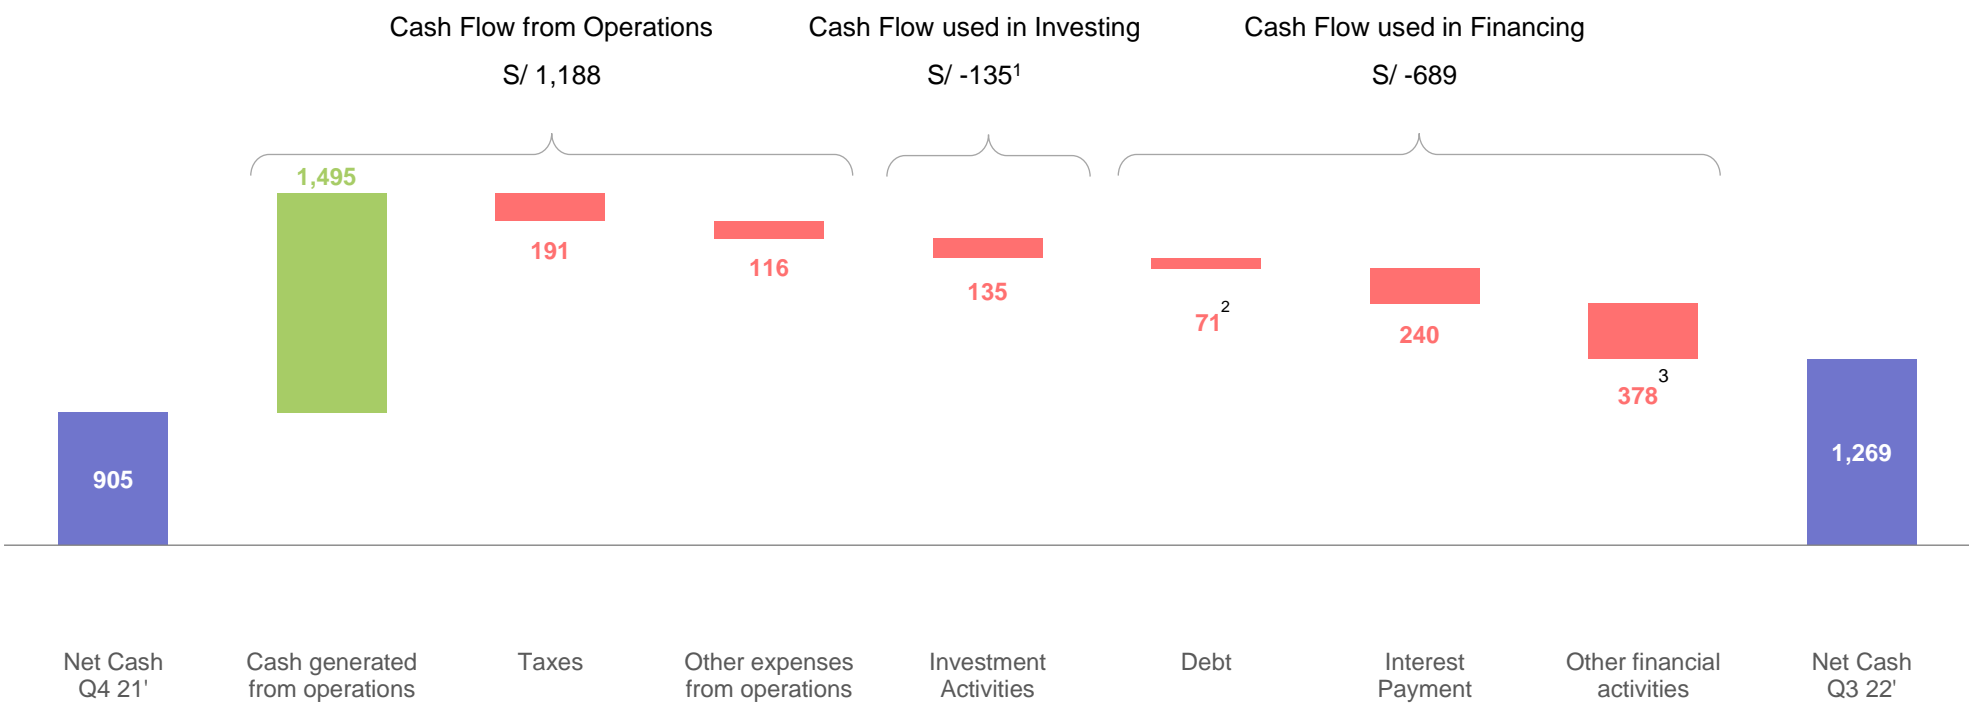 Cash Flow from Operations
S/ 1,188
Cash Flow used in Investing
S/ -135¹
Cash Flow used in Financing
S/ -689
905
1,495
191
116
135
71²
240
378³
1,269
Net Cash
Q4 21'
Cash generated
from operations
Taxes
Other expenses
from operations
Investment
Activities
Debt
Interest
Payment
Other financial
activities
Net Cash
Q3 22'